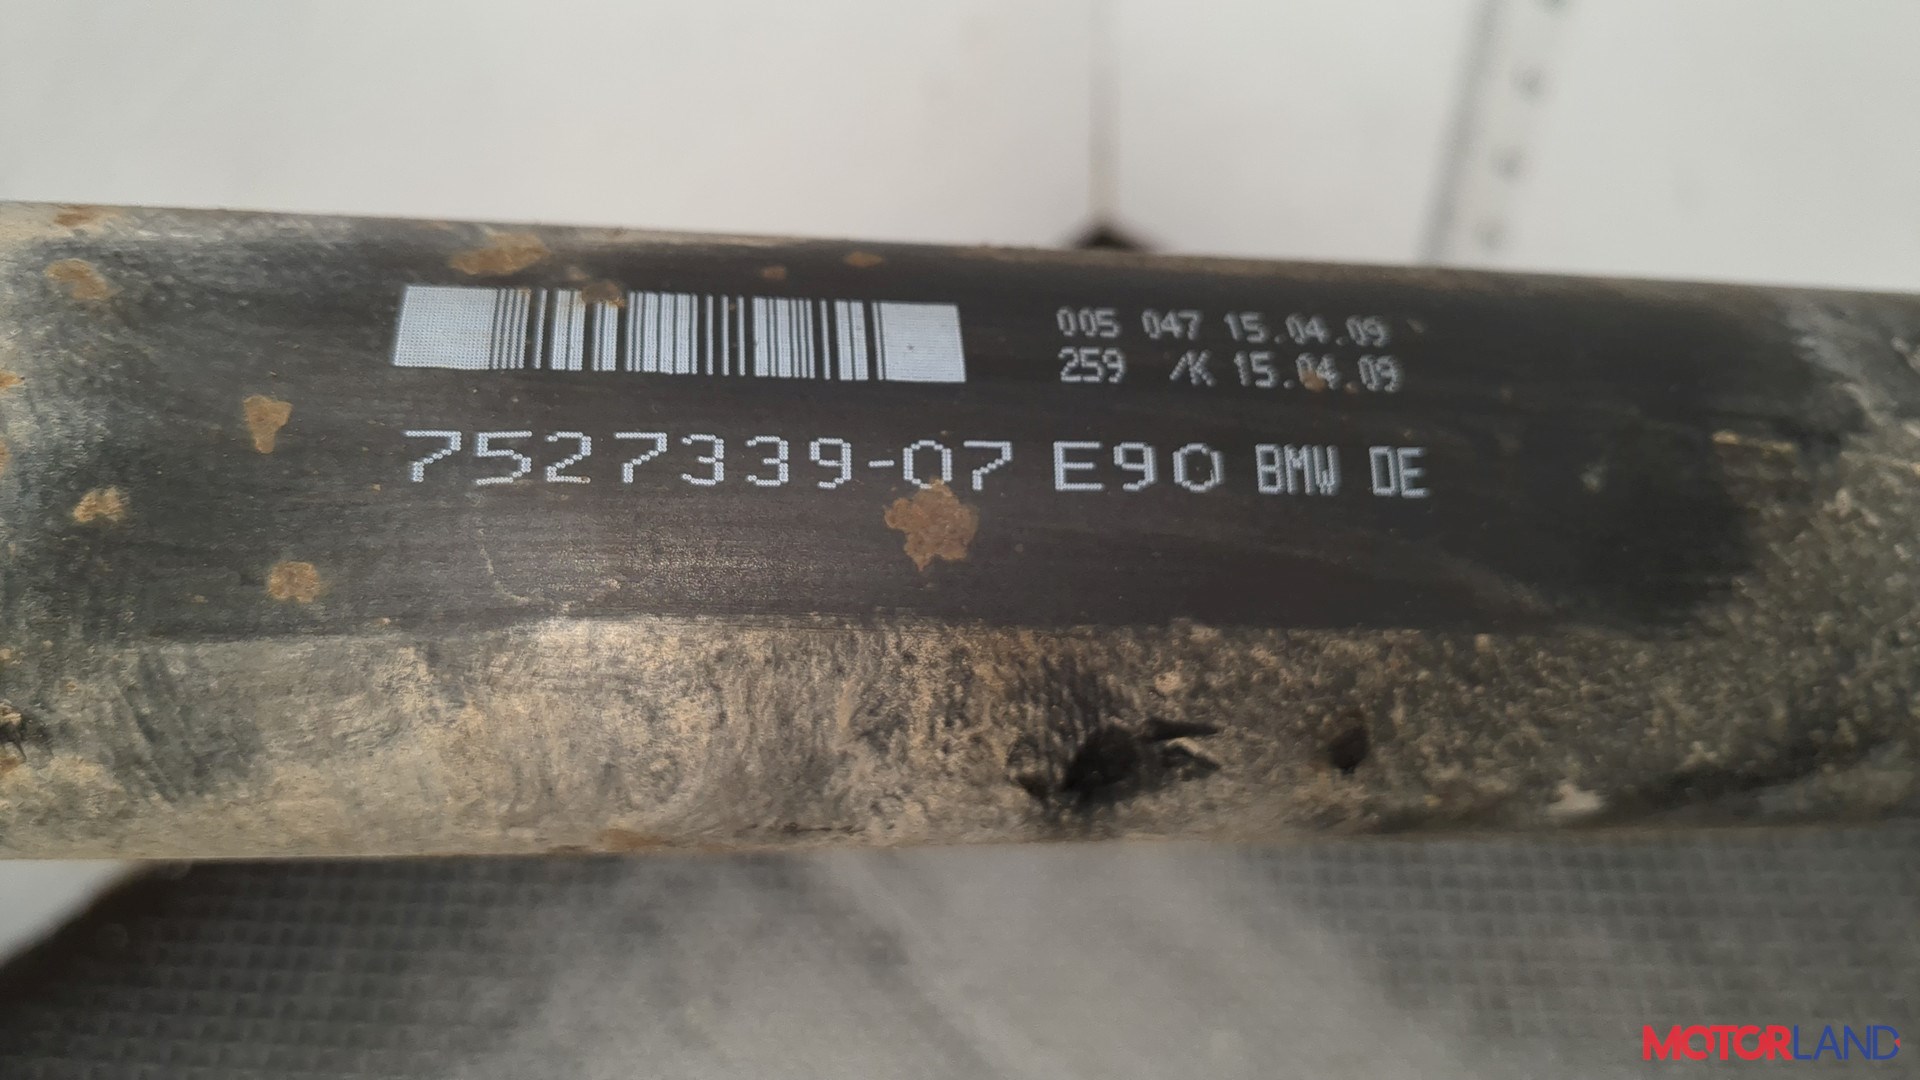 005 047 15.04.09
259 /K 15.04.09
7527339-07 E90 BMW DE
MOTORLAND